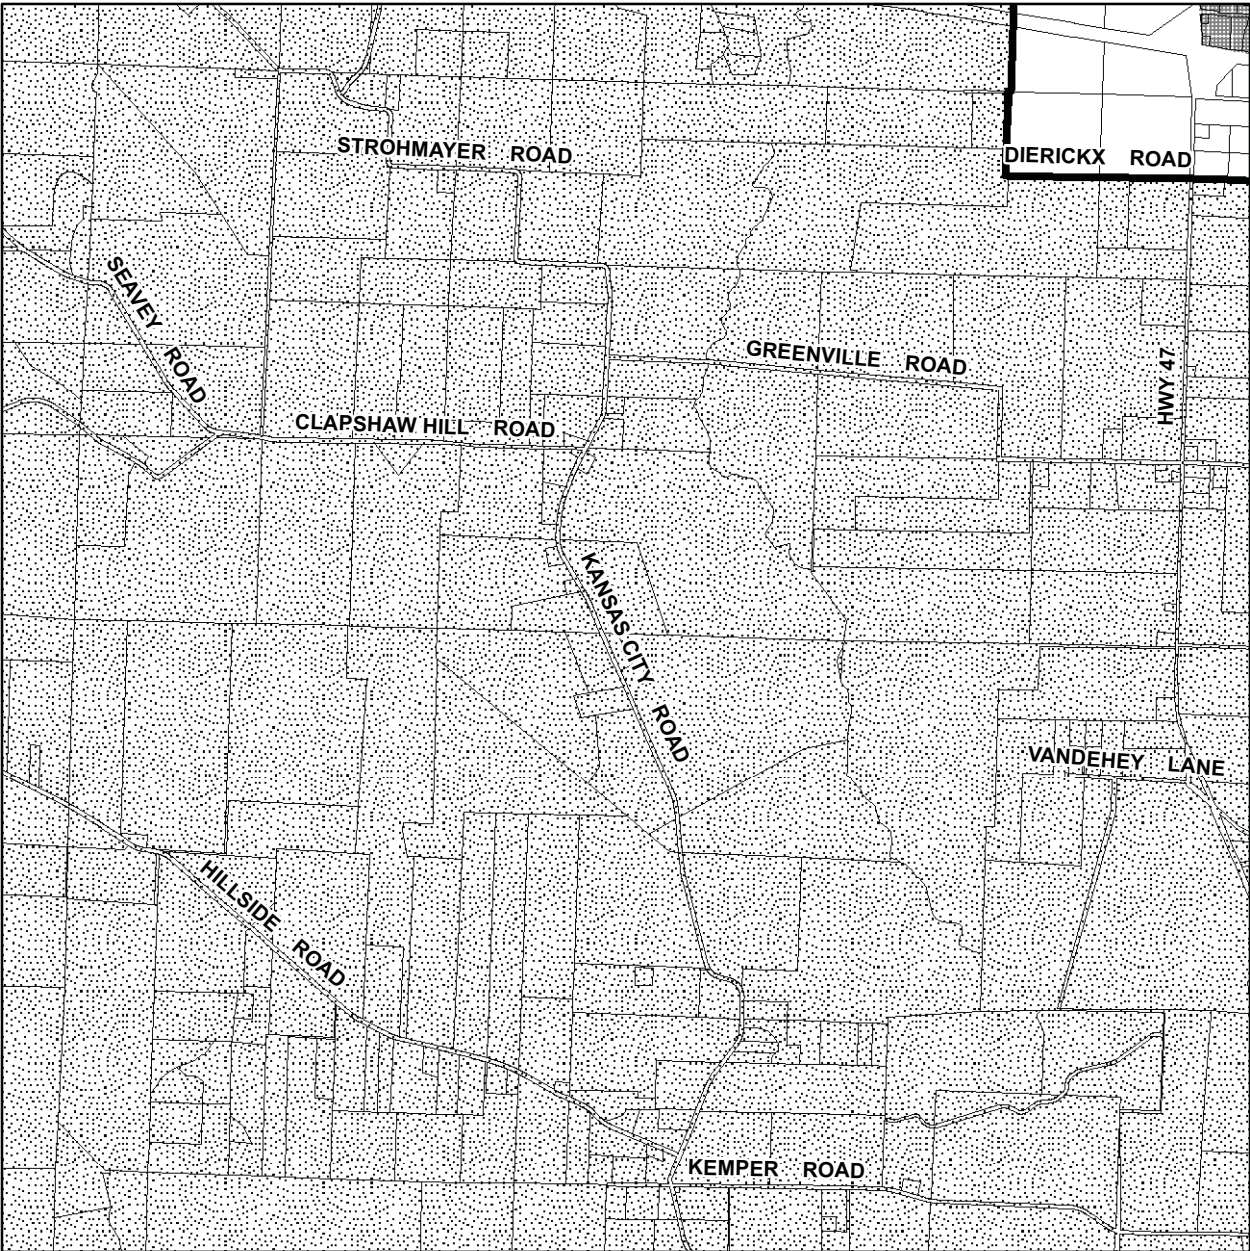 STROHMAYER ROAD
DIERICKX ROAD
SEAVEY ROAD
GREENVILLE ROAD
HWY 47
CLAPSHAW HILL ROAD
KANSAS CITY ROAD
VANDEHEY LANE
HILLSIDE ROAD
KEMPER ROAD